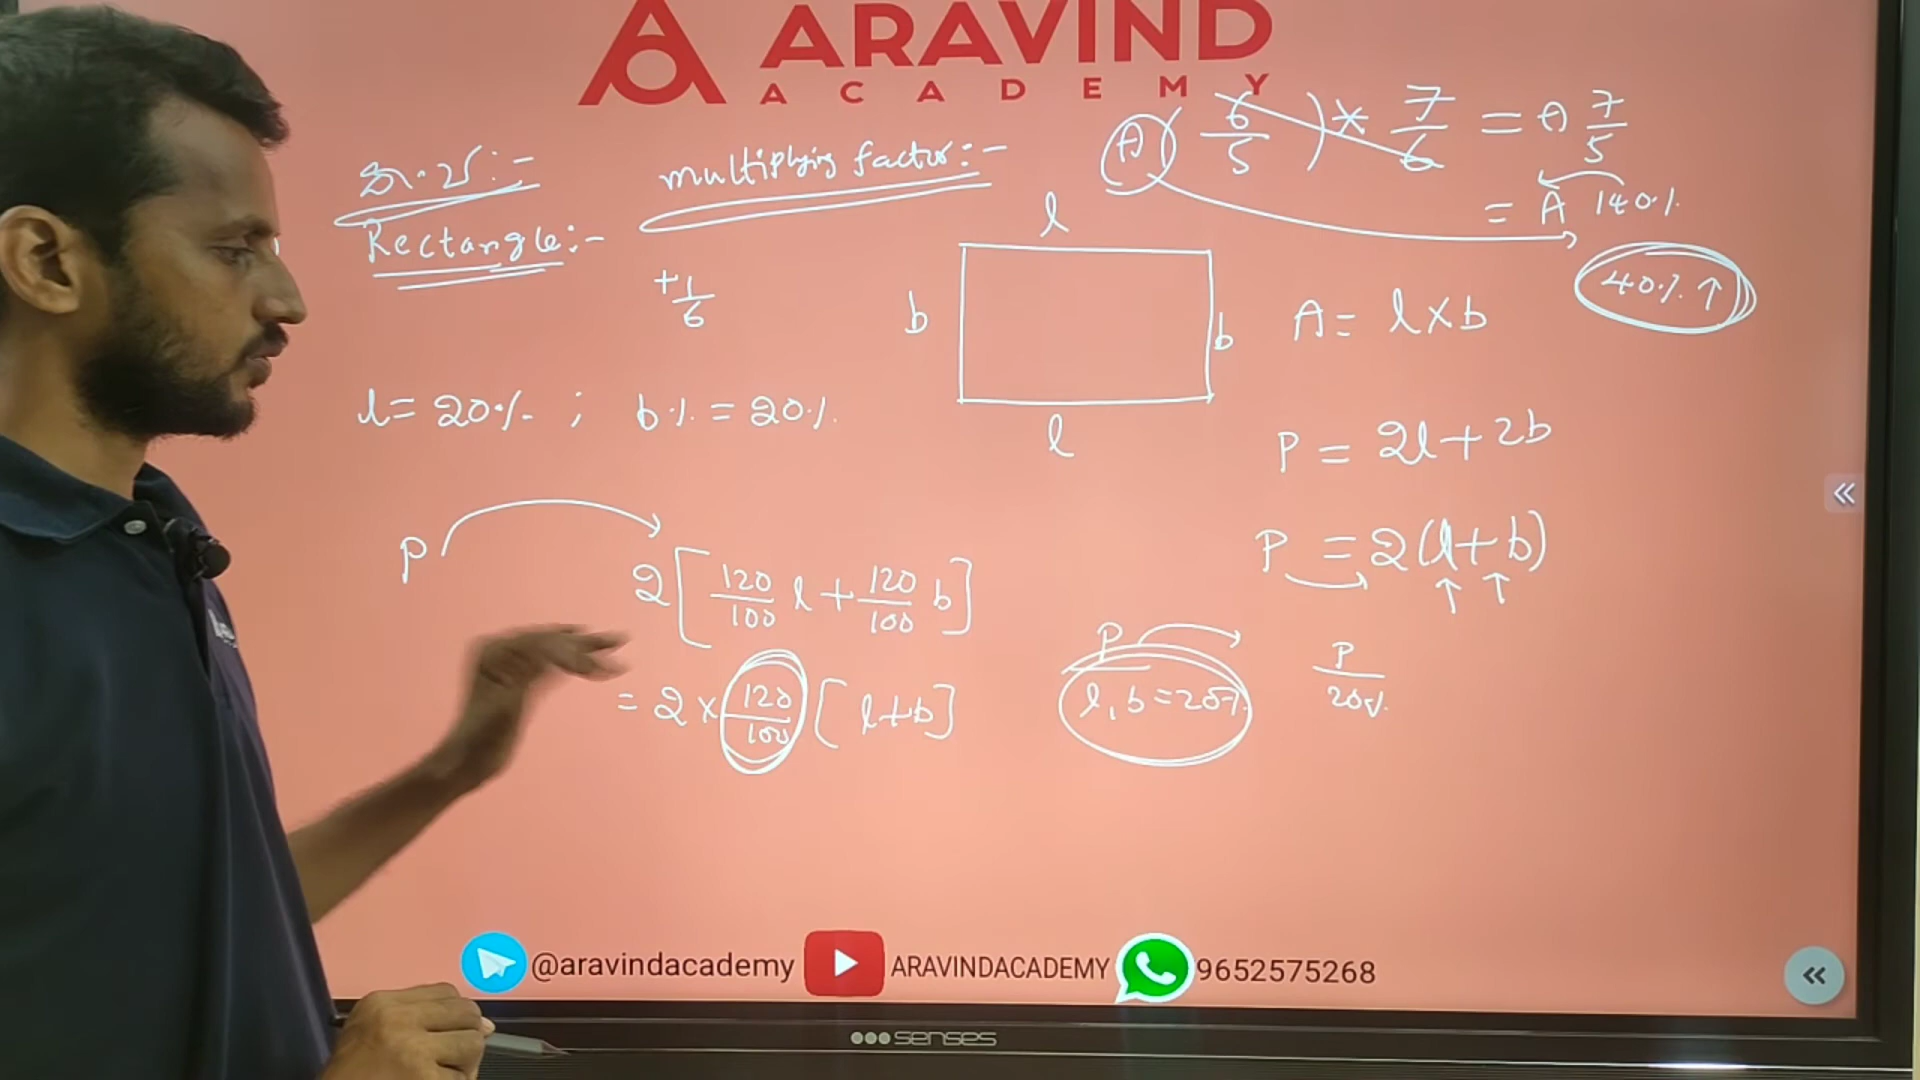 ARAVIND
ACADEMY
దీ.చ:-
multiplying factor:-
A ( 6/5 ) * 7/6 = A 7/5
= A 140%
40% ↑
Rectangle:-
+1/6
l
b
b
l
A = l×b
l = 20% ; b% = 20%
P = 2l+2b
P = 2(l+b)
P
2[120/100 l + 120/100 b]
= 2 × 120/100 [l+b]
P
l, b = 20%
P/20%
@aravindacademy
ARAVINDACADEMY
9652575268
senses